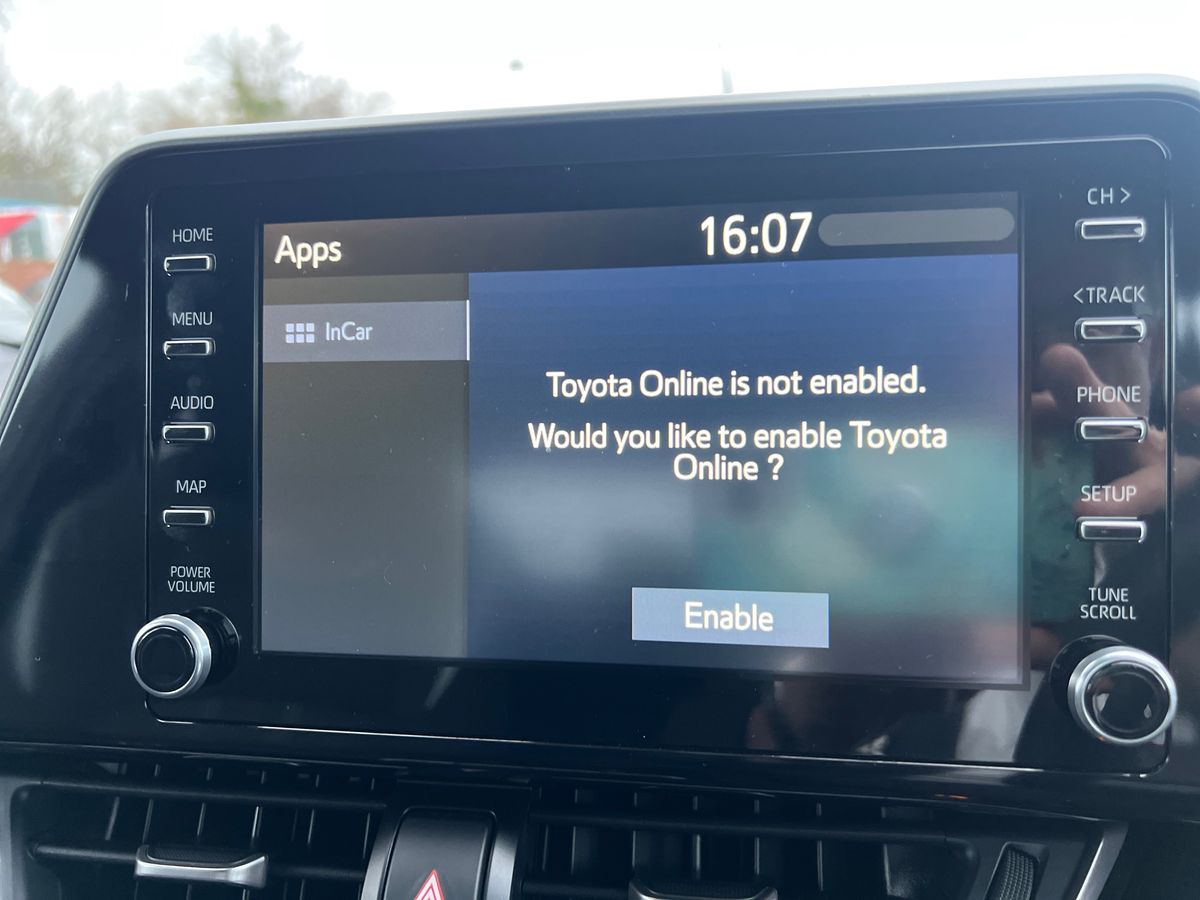 HOME
MENU
AUDIO
MAP
POWER
VOLUME
Apps
16:07
InCar
Toyota Online is not enabled.
Would you like to enable Toyota
Online ?
Enable
CH >
<TRACK
PHONE
SETUP
TUNE
SCROLL